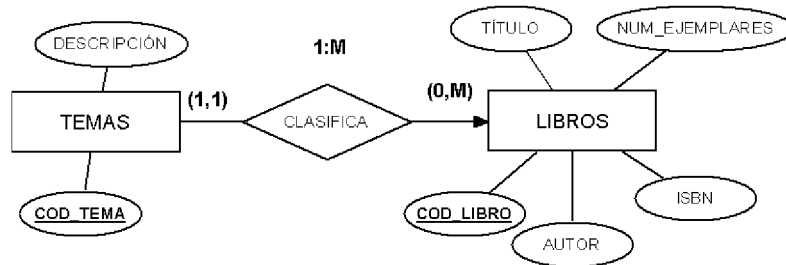 DESCRIPCIÓN
1:M
TÍTULO
NUM_EJEMPLARES
(1,1)
(0,M)
TEMAS
CLASIFICA
LIBROS
COD_TEMA
COD_LIBRO
AUTOR
ISBN